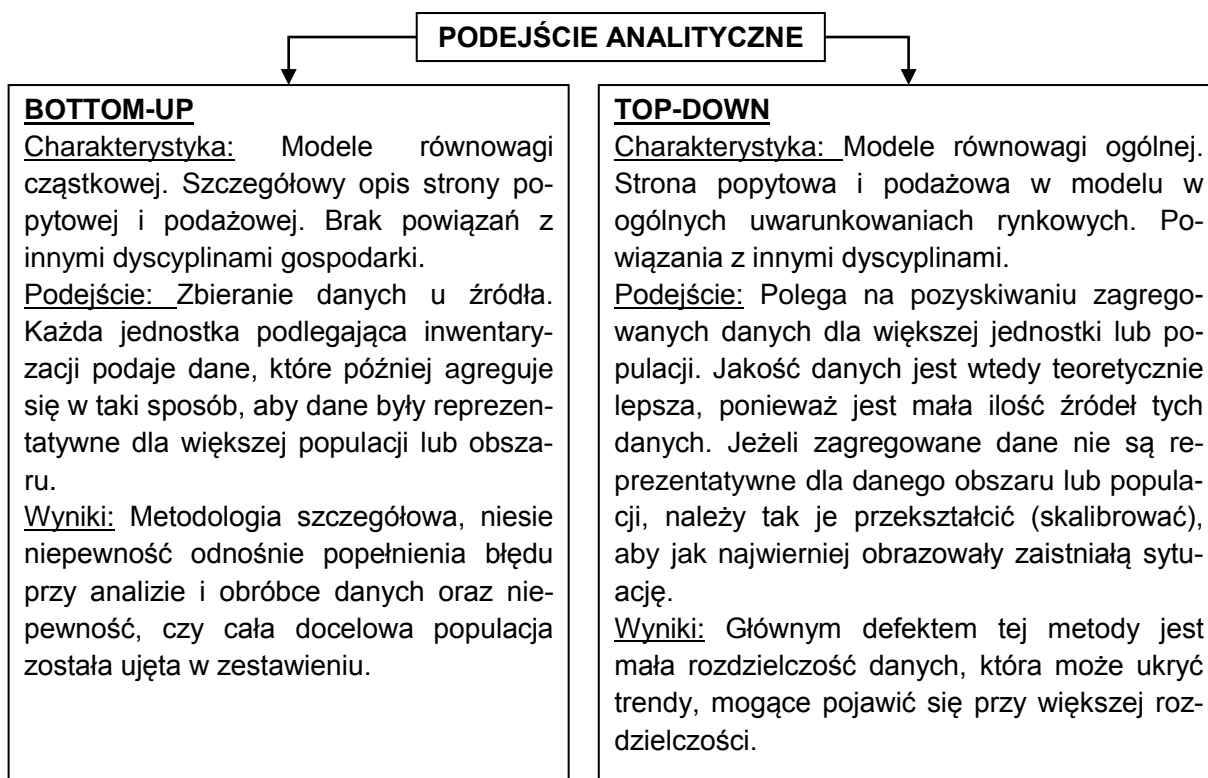 PODEJŚCIE ANALITYCZNE
BOTTOM-UP
Charakterystyka: Modele równowagi
cząstkowej. Szczegółowy opis strony po-
pytowej i podażowej. Brak powiązań z
innymi dyscyplinami gospodarki.
Podejście: Zbieranie danych u źródła.
Każda jednostka podlegająca inwentary-
zacji podaje dane, które później agreguje
się w taki sposób, aby dane były reprezen-
tatywne dla większej populacji lub obsza-
ru.
Wyniki: Metodologia szczegółowa, niesie
niepewność odnośnie popełnienia błędu
przy analizie i obróbce danych oraz nie-
pewność, czy cała docelowa populacja
została ujęta w zestawieniu.
TOP-DOWN
Charakterystyka: Modele równowagi ogólnej.
Strona popytowa i podażowa w modelu w
ogólnych uwarunkowaniach rynkowych. Po-
wiązania z innymi dyscyplinami.
Podejście: Polega na pozyskiwaniu zagrego-
wanych danych dla większej jednostki lub po-
pulacji. Jakość danych jest wtedy teoretycznie
lepsza, ponieważ jest mała ilość źródeł tych
danych. Jeżeli zagregowane dane nie są re-
prezentatywne dla danego obszaru lub popula-
cji, należy tak je przekształcić (skalibrować),
aby jak najwierniej obrazowały zaistniałą sytu-
ację.
Wyniki: Głównym defektem tej metody jest
mała rozdzielczość danych, która może ukryć
trendy, mogące pojawić się przy większej roz-
dzielczości.